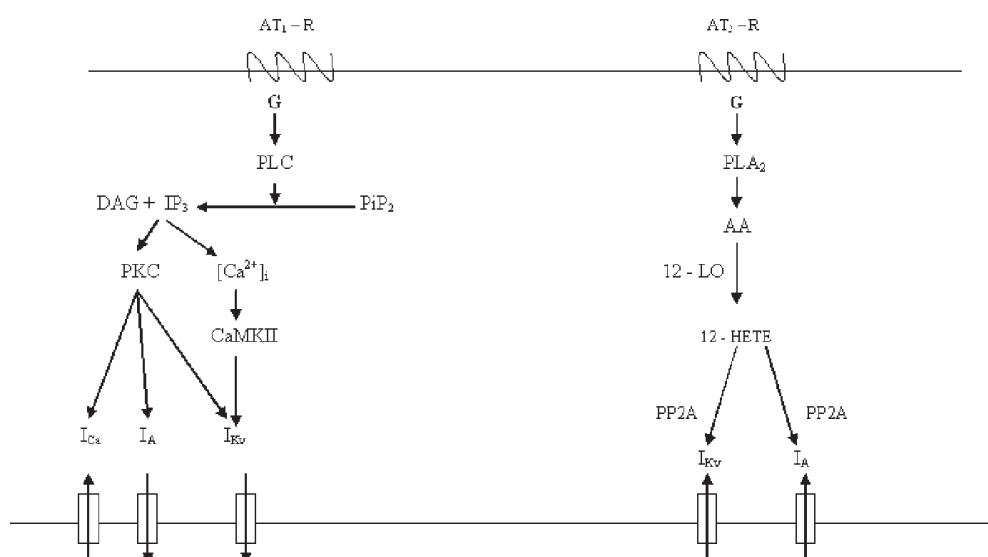 AT₁ – R
AT₂ – R
G
G
PLC
PLA₂
DAG + IP₃
PiP₂
AA
PKC
[Ca²⁺]ᵢ
12 - LO
CaMKII
12 - HETE
PP2A
PP2A
I_Ca
I_A
I_Kv
I_Kv
I_A